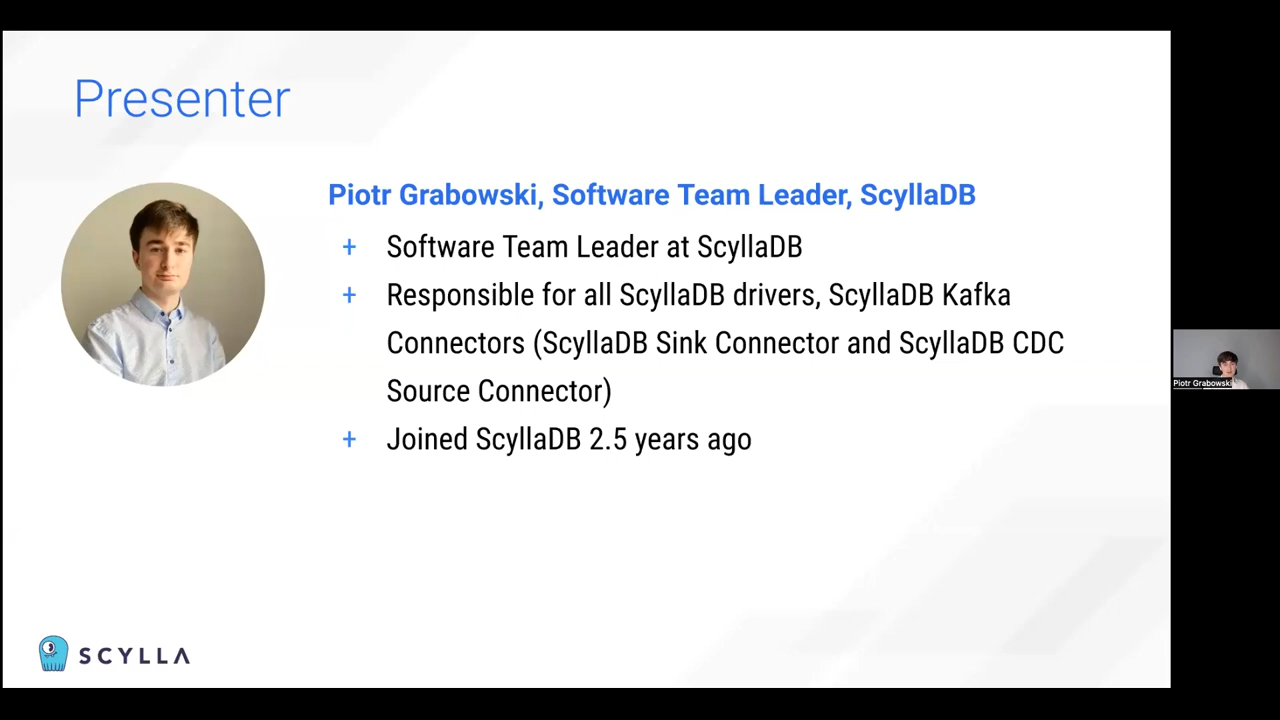 Presenter
Piotr Grabowski, Software Team Leader, ScyllaDB
+ Software Team Leader at ScyllaDB
+ Responsible for all ScyllaDB drivers, ScyllaDB Kafka
Connectors (ScyllaDB Sink Connector and ScyllaDB CDC
Source Connector)
+ Joined ScyllaDB 2.5 years ago
Piotr Grabowski
SCYLLA